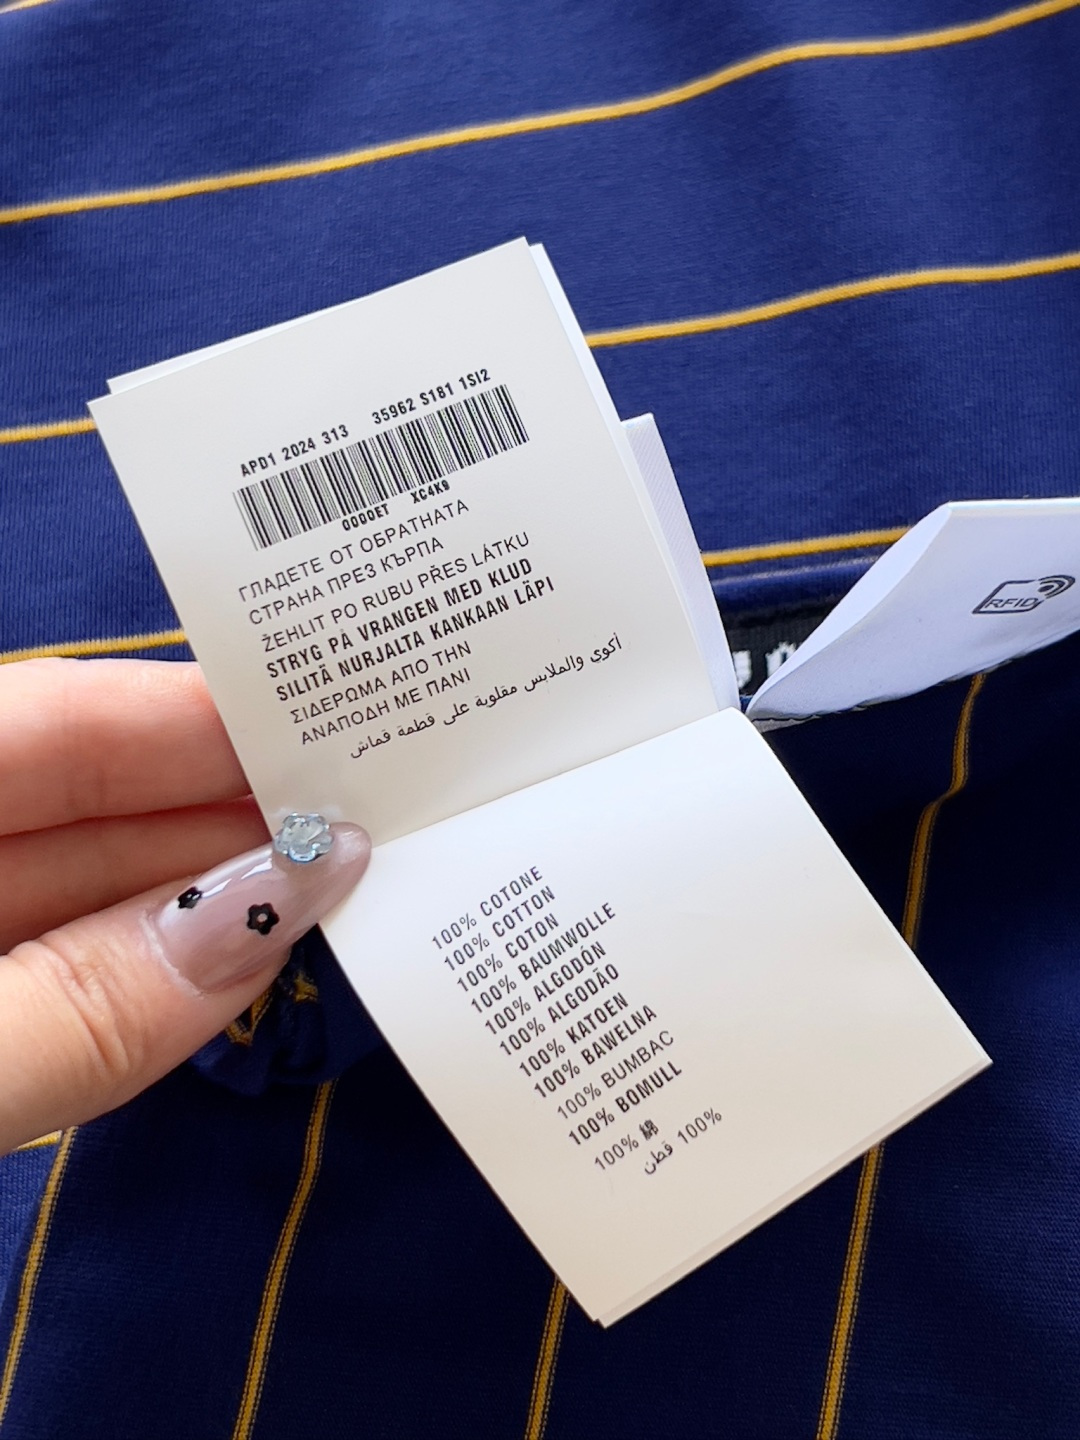 APD1 2024 313 35962 S181 1SI2
0000ET XC4K9
ГЛАДЕТЕ ОТ ОБРАТНАТА
СТРАНА ПРЕЗ КЪРПА
ŽEHLIT PO RUBU PŘES LÁTKU
STRYG PÅ VRANGEN MED KLUD
SILITÄ NURJALTA KANKAAN LÄPI
ΣΙΔΕΡΩΜΑ ΑΠΟ ΤΗΝ
ΑΝΑΠΟΔΗ ΜΕ ΠΑΝΙ
أكوي والملابس مقلوبة على قطمة قماش
RFID
100% COTONE
100% COTTON
100% COTON
100% BAUMWOLLE
100% ALGODÓN
100% ALGODÃO
100% KATOEN
100% BAWELNA
100% BUMBAC
100% BOMULL
100% 綿
100% قطن